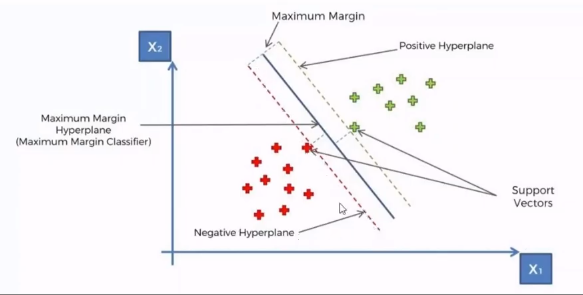 Maximum Margin
X2
Positive Hyperplane
Maximum Margin
Hyperplane
(Maximum Margin Classifier)
Support
Vectors
Negative Hyperplane
X1